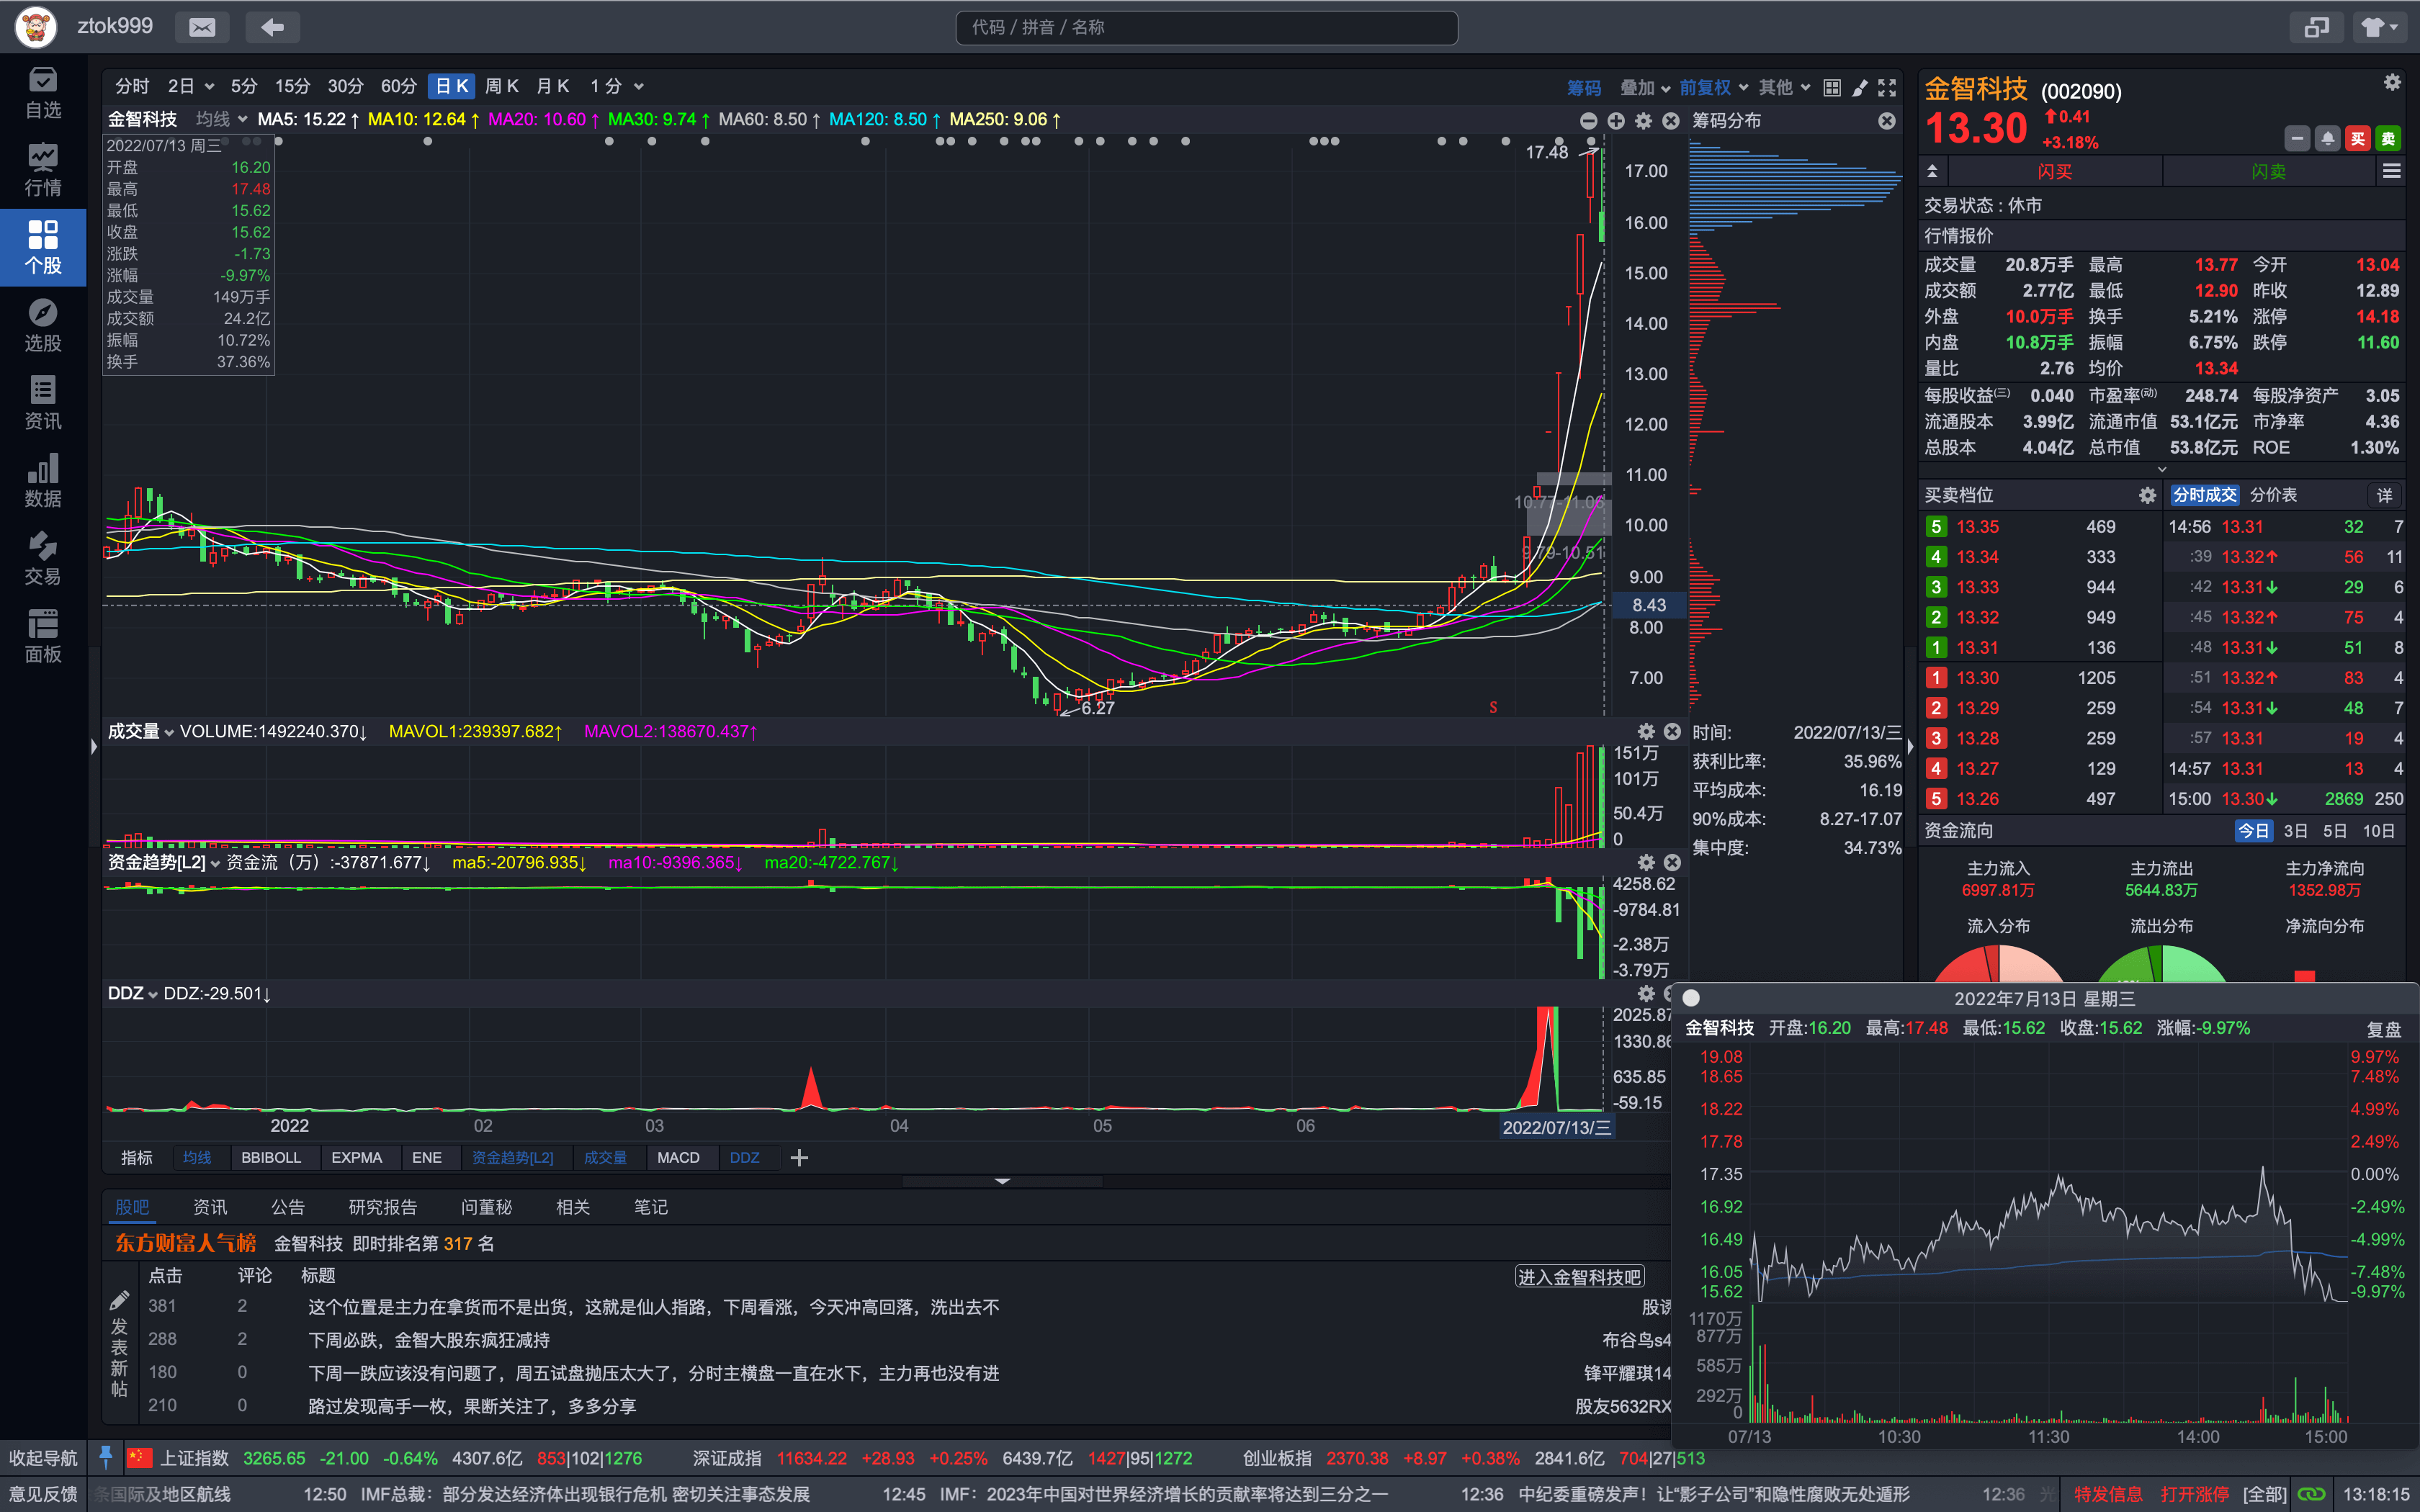 ztok999
代码 / 拼音 / 名称
自选
行情
个股
选股
资讯
数据
交易
面板
分时 2日 5分 15分 30分 60分 日K 周K 月K 1分 筹码 叠加 前复权 其他
金智科技 均线 MA5: 15.22↑ MA10: 12.64↑ MA20: 10.60↑ MA30: 9.74↑ MA60: 8.50↑ MA120: 8.50↑ MA250: 9.06↑
筹码分布
2022/07/13 周三
开盘 16.20
最高 17.48
最低 15.62
收盘 15.62
涨跌 -1.73
涨幅 -9.97%
成交量 149万手
成交额 24.2亿
振幅 10.72%
换手 37.36%
17.48
17.00
16.00
15.00
14.00
13.00
12.00
11.00
10.77-11.06
10.00
9.79-10.51
9.00
8.43
8.00
7.00
6.27
S
成交量 VOLUME:1492240.370↓ MAVOL1:239397.682↑ MAVOL2:138670.437↑
151万
101万
50.4万
0
资金趋势[L2] 资金流（万）:-37871.677↓ ma5:-20796.935↓ ma10:-9396.365↓ ma20:-4722.767↓
4258.62
-9784.81
-2.38万
-3.79万
DDZ DDZ:-29.501↓
2025.87
1330.86
635.85
-59.15
2022 02 03 04 05 06 2022/07/13/三
时间: 2022/07/13/三
获利比率: 35.96%
平均成本: 16.19
90%成本: 8.27-17.07
集中度: 34.73%
指标 均线 BBIBOLL EXPMA ENE 资金趋势[L2] 成交量 MACD DDZ
股吧 资讯 公告 研究报告 问董秘 相关 笔记
东方财富人气榜 金智科技 即时排名第 317 名
点击 评论 标题 进入金智科技吧
发表新帖
381 2 这个位置是主力在拿货而不是出货，这就是仙人指路，下周看涨，今天冲高回落，洗出去不 股
288 2 下周必跌，金智大股东疯狂减持 布谷鸟s4
180 0 下周一跌应该没有问题了，周五试盘抛压太大了，分时主横盘一直在水下，主力再也没有进 锋平耀琪14
210 0 路过发现高手一枚，果断关注了，多多分享 股友5632RX
金智科技 (002090)
13.30 0.41
+3.18%
买 卖
闪买 闪卖
交易状态 : 休市
行情报价
成交量 20.8万手 最高 13.77 今开 13.04
成交额 2.77亿 最低 12.90 昨收 12.89
外盘 10.0万手 换手 5.21% 涨停 14.18
内盘 10.8万手 振幅 6.75% 跌停 11.60
量比 2.76 均价 13.34
每股收益(三) 0.040 市盈率(动) 248.74 每股净资产 3.05
流通股本 3.99亿 流通市值 53.1亿元 市净率 4.36
总股本 4.04亿 总市值 53.8亿元 ROE 1.30%
买卖档位 分时成交 分价表 详
5 13.35 469
4 13.34 333
3 13.33 944
2 13.32 949
1 13.31 136
1 13.30 1205
2 13.29 259
3 13.28 259
4 13.27 129
5 13.26 497
14:56 13.31 32 7
:39 13.32↑ 56 11
:42 13.31↓ 29 6
:45 13.32↑ 75 4
:48 13.31↓ 51 8
:51 13.32↑ 83 4
:54 13.31↓ 48 7
:57 13.31 19 4
14:57 13.31 13 4
15:00 13.30↓ 2869 250
资金流向 今日 3日 5日 10日
主力流入 主力流出 主力净流向
6997.81万 5644.83万 1352.98万
流入分布 流出分布 净流向分布
2022年7月13日 星期三
金智科技 开盘:16.20 最高:17.48 最低:15.62 收盘:15.62 涨幅:-9.97% 复盘
19.08 9.97%
18.65 7.48%
18.22 4.99%
17.78 2.49%
17.35 0.00%
16.92 -2.49%
16.49 -4.99%
16.05 -7.48%
15.62 -9.97%
1170万
877万
585万
292万
0
07/13 10:30 11:30 14:00 15:00
收起导航 上证指数 3265.65 -21.00 -0.64% 4307.6亿 853|102|1276 深证成指 11634.22 +28.93 +0.25% 6439.7亿 1427|95|1272 创业板指 2370.38 +8.97 +0.38% 2841.6亿 704|27|513
意见反馈 条国际及地区航线 12:50 IMF总裁：部分发达经济体出现银行危机 密切关注事态发展 12:45 IMF：2023年中国对世界经济增长的贡献率将达到三分之一 12:36 中纪委重磅发声！让“影子公司”和隐性腐败无处遁形 12:36 特发信息 打开涨停 [全部] 13:18:15